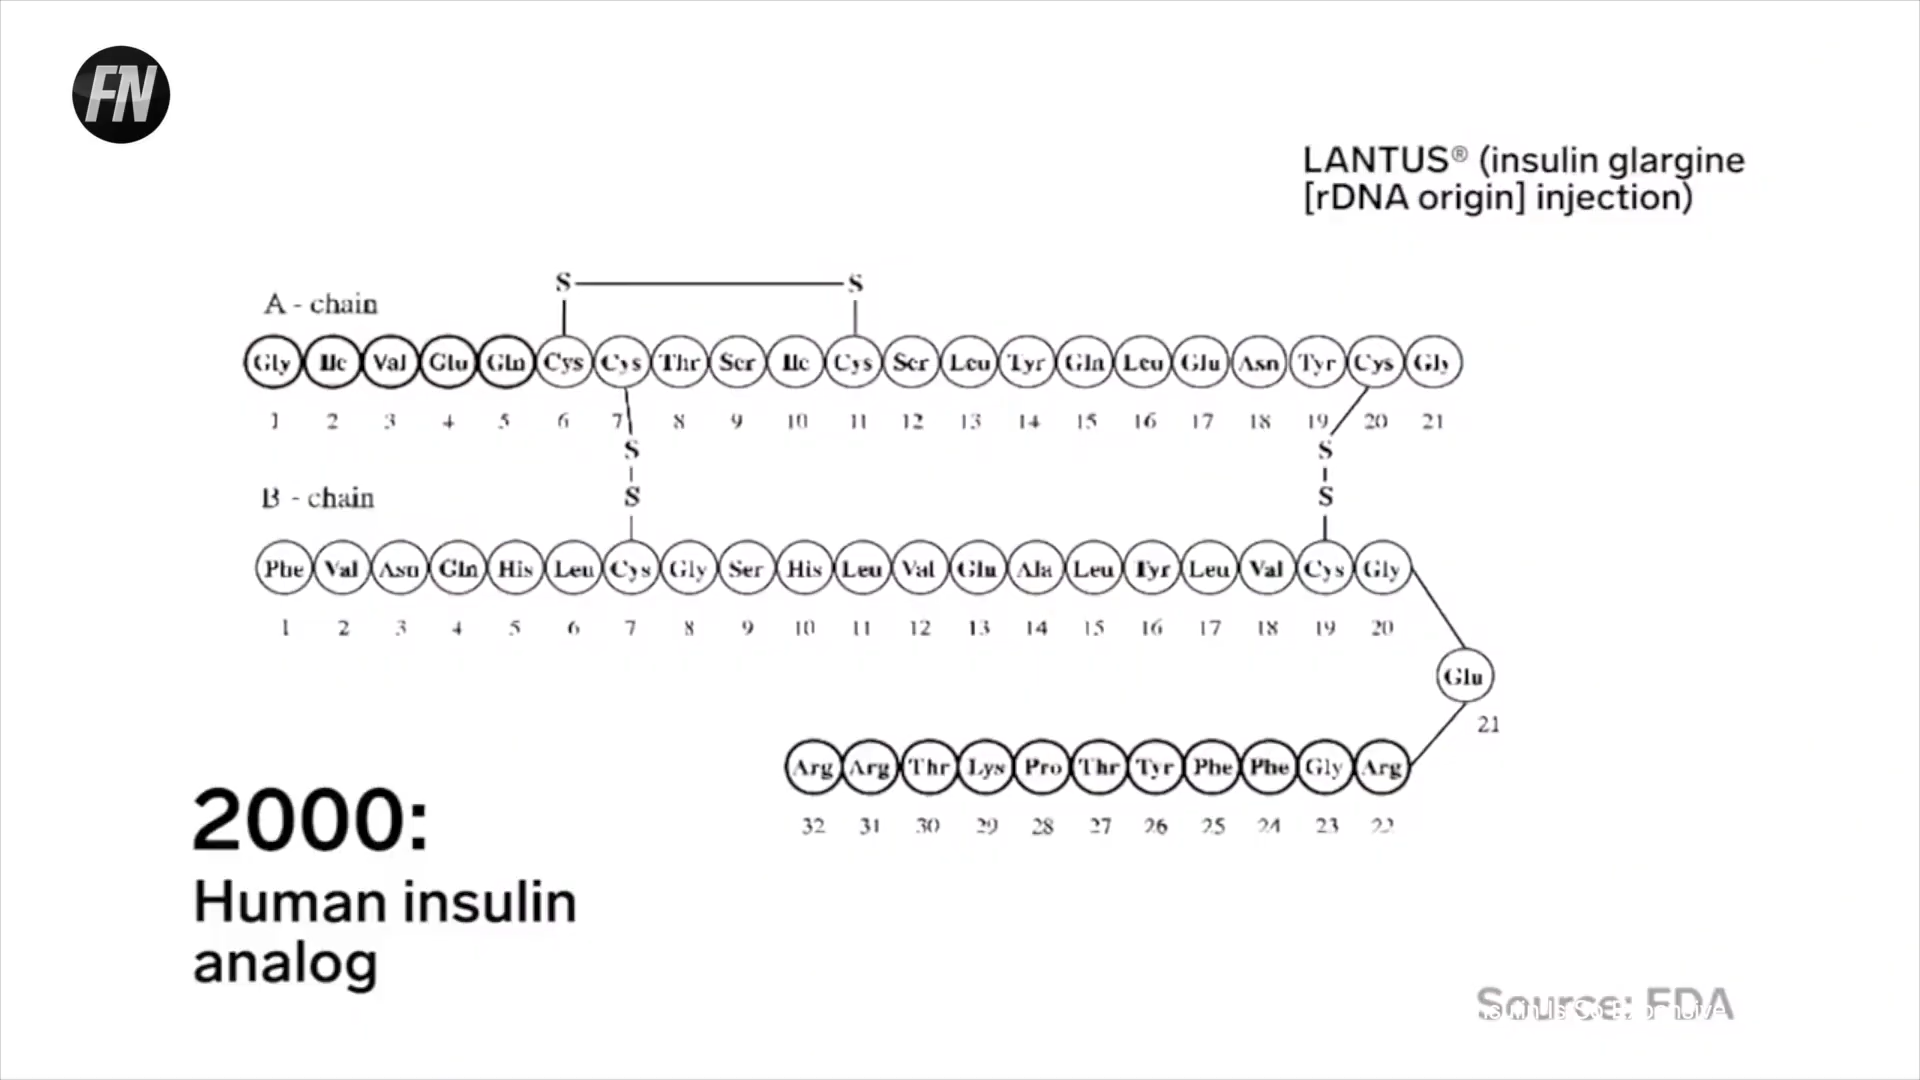 FN
LANTUS® (insulin glargine
[rDNA origin] injection)
S S
A - chain
Gly Ile Val Glu Gln Cys Cys Thr Ser Ile Cys Ser Leu Tyr Gln Leu Glu Asn Tyr Cys Gly
1 2 3 4 5 6 7 8 9 10 11 12 13 14 15 16 17 18 19 20 21
S S
B - chain
S S
Phe Val Asn Gln His Leu Cys Gly Ser His Leu Val Glu Ala Leu Tyr Leu Val Cys Gly
1 2 3 4 5 6 7 8 9 10 11 12 13 14 15 16 17 18 19 20
Glu
21
Arg Arg Thr Lys Pro Thr Tyr Phe Phe Gly Arg
32 31 30 29 28 27 26 25 24 23 22
2000:
Human insulin
analog
Source: FDA
Is So Expensive